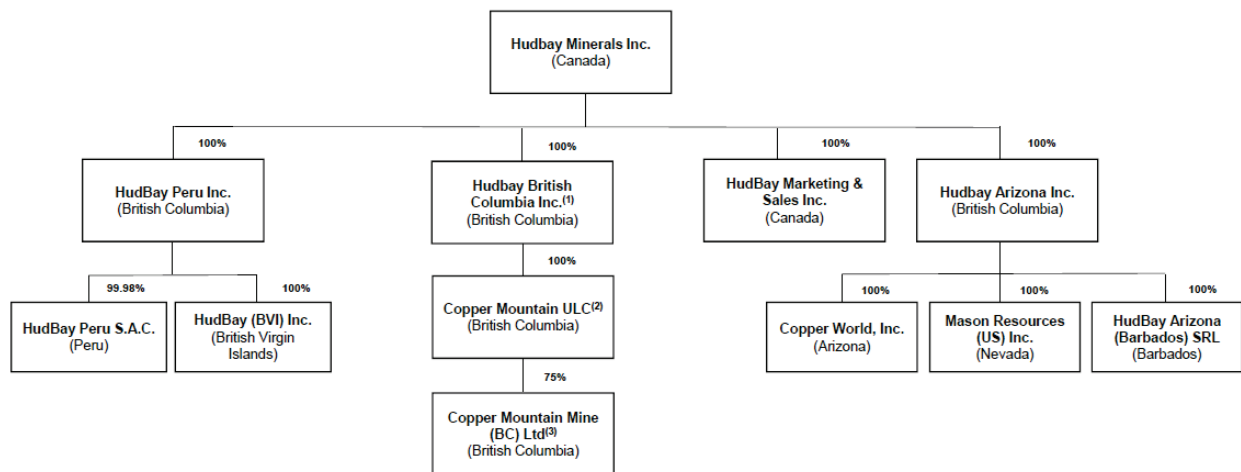 Hudbay Minerals Inc.
(Canada)
100%
100%
100%
100%
HudBay Peru Inc.
(British Columbia)
Hudbay British
Columbia Inc.(1)
(British Columbia)
HudBay Marketing &
Sales Inc.
(Canada)
Hudbay Arizona Inc.
(British Columbia)
99.98%
100%
100%
100%
100%
100%
HudBay Peru S.A.C.
(Peru)
HudBay (BVI) Inc.
(British Virgin
Islands)
Copper Mountain ULC(2)
(British Columbia)
Copper World, Inc.
(Arizona)
Mason Resources
(US) Inc.
(Nevada)
HudBay Arizona
(Barbados) SRL
(Barbados)
75%
Copper Mountain Mine
(BC) Ltd(3)
(British Columbia)